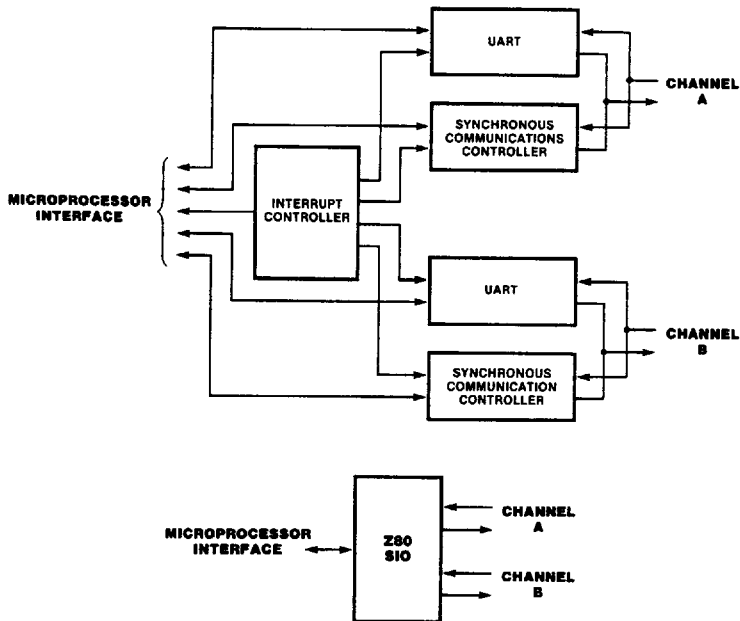 UART
CHANNEL
A
SYNCHRONOUS
COMMUNICATIONS
CONTROLLER
MICROPROCESSOR
INTERFACE
INTERRUPT
CONTROLLER
UART
CHANNEL
B
SYNCHRONOUS
COMMUNICATION
CONTROLLER
MICROPROCESSOR
INTERFACE
Z80
SIO
CHANNEL
A
CHANNEL
B